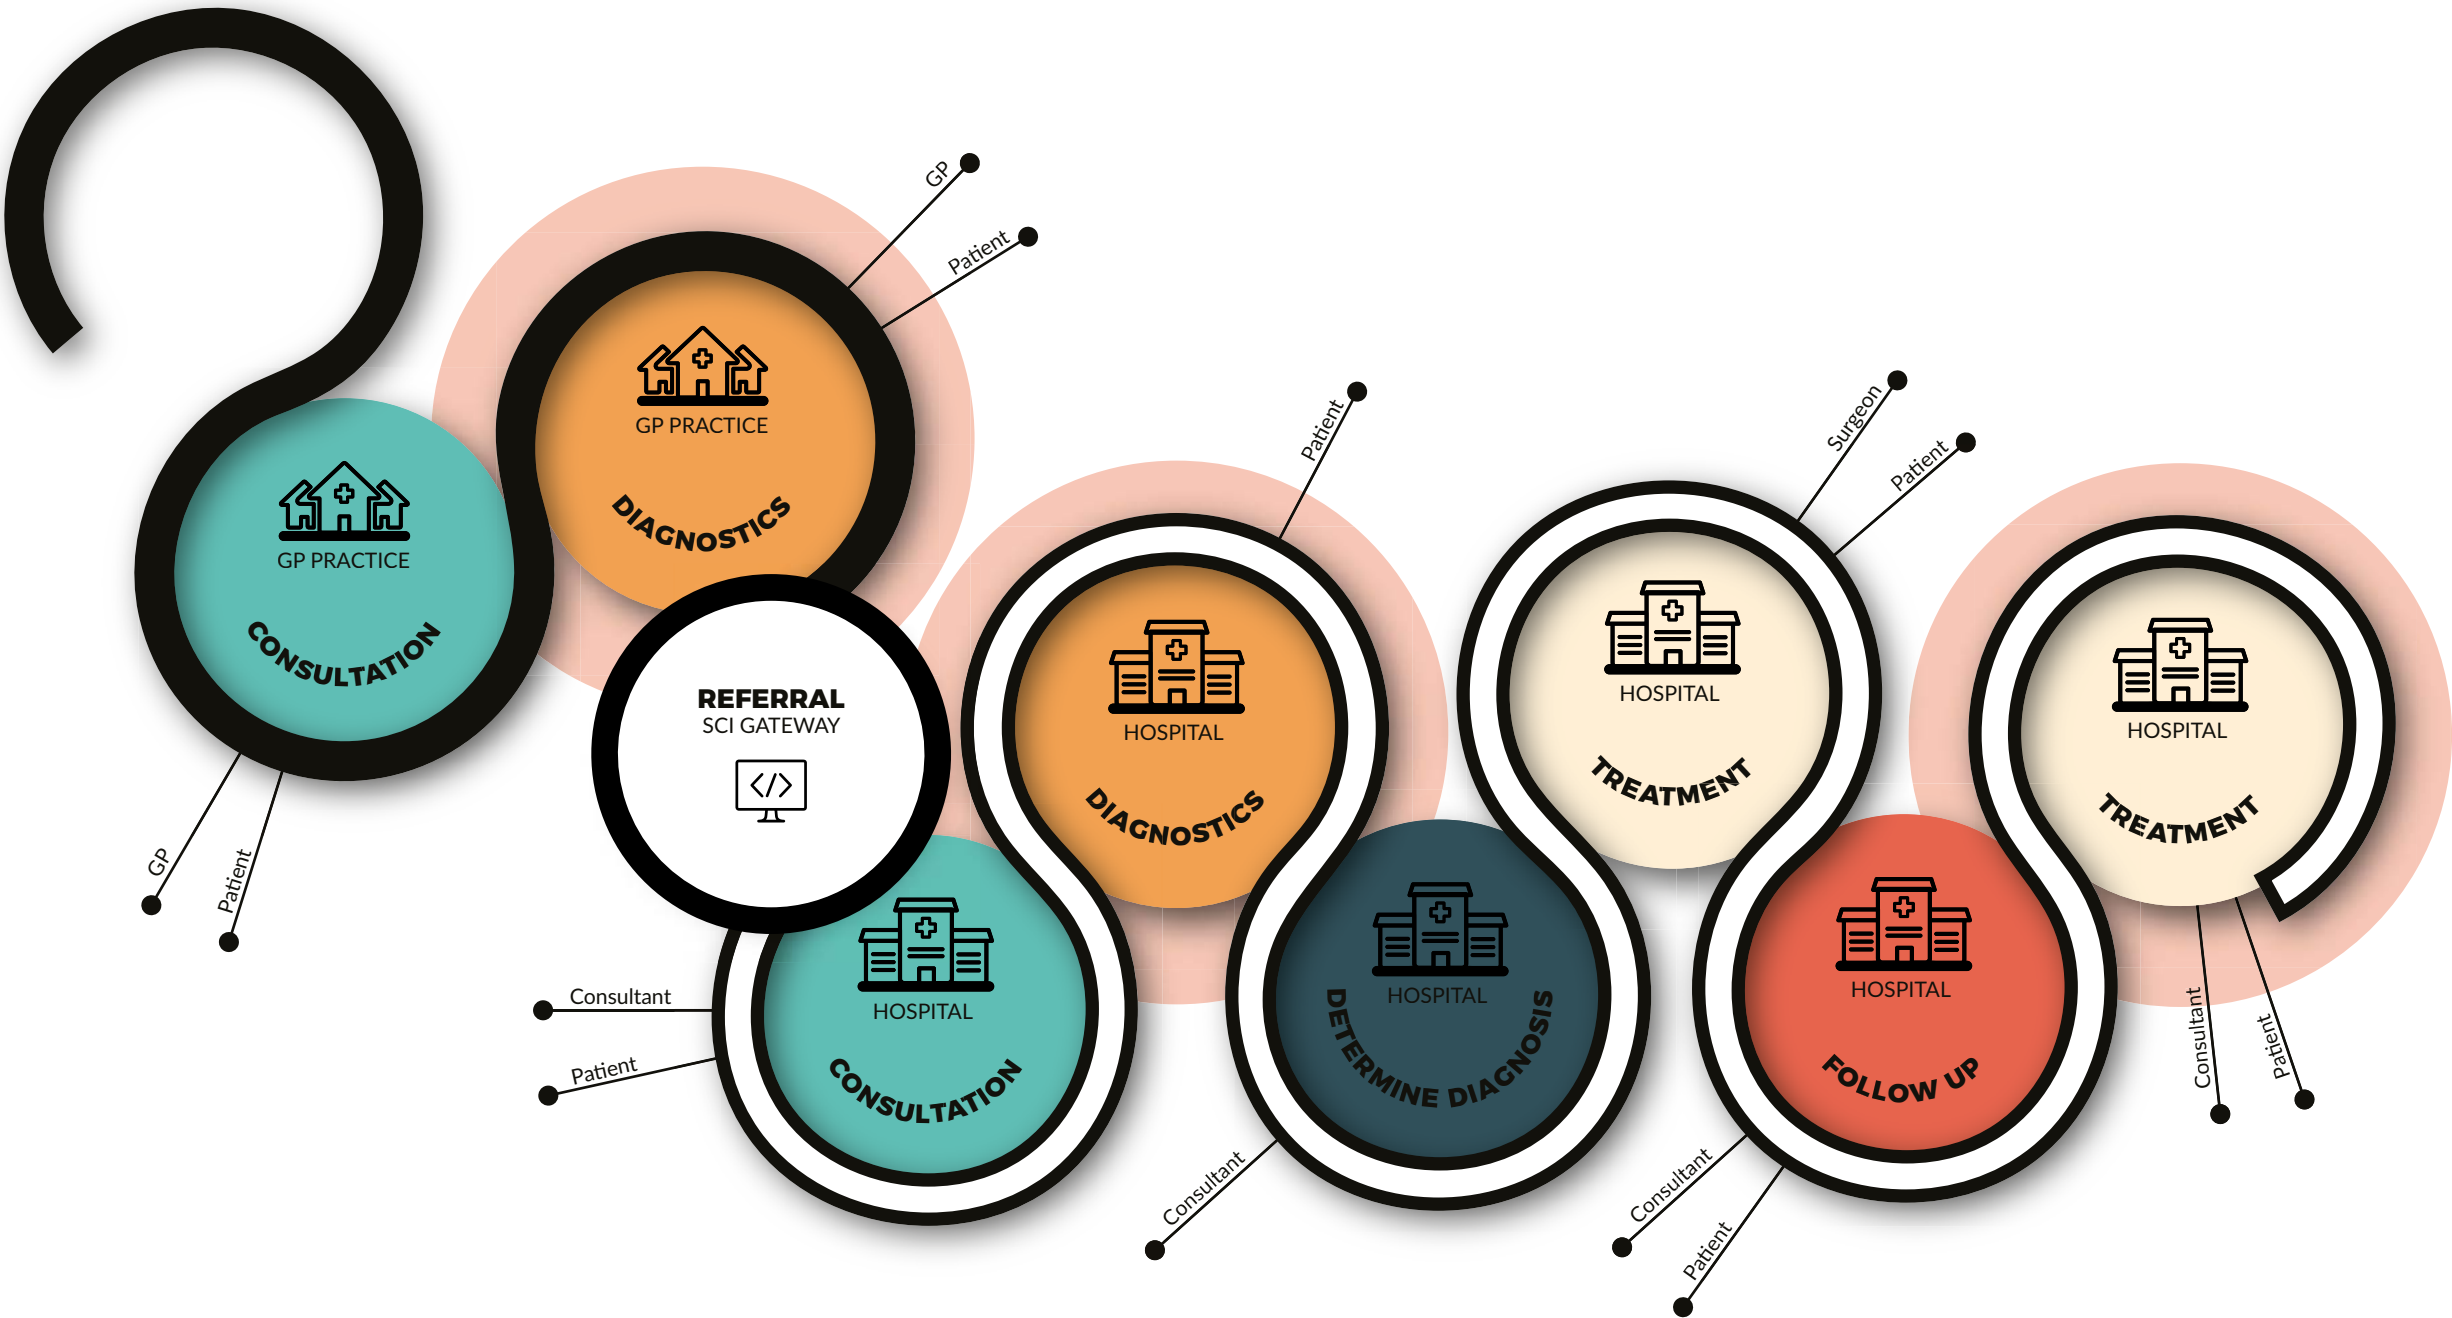 GP PRACTICE
CONSULTATION
GP
Patient
GP PRACTICE
DIAGNOSTICS
GP
Patient
REFERRAL
SCI GATEWAY
</>
HOSPITAL
CONSULTATION
Consultant
Patient
HOSPITAL
DIAGNOSTICS
Patient
HOSPITAL
DETERMINE DIAGNOSIS
Consultant
HOSPITAL
TREATMENT
Surgeon
Patient
HOSPITAL
FOLLOW UP
Consultant
Patient
HOSPITAL
TREATMENT
Consultant
Patient